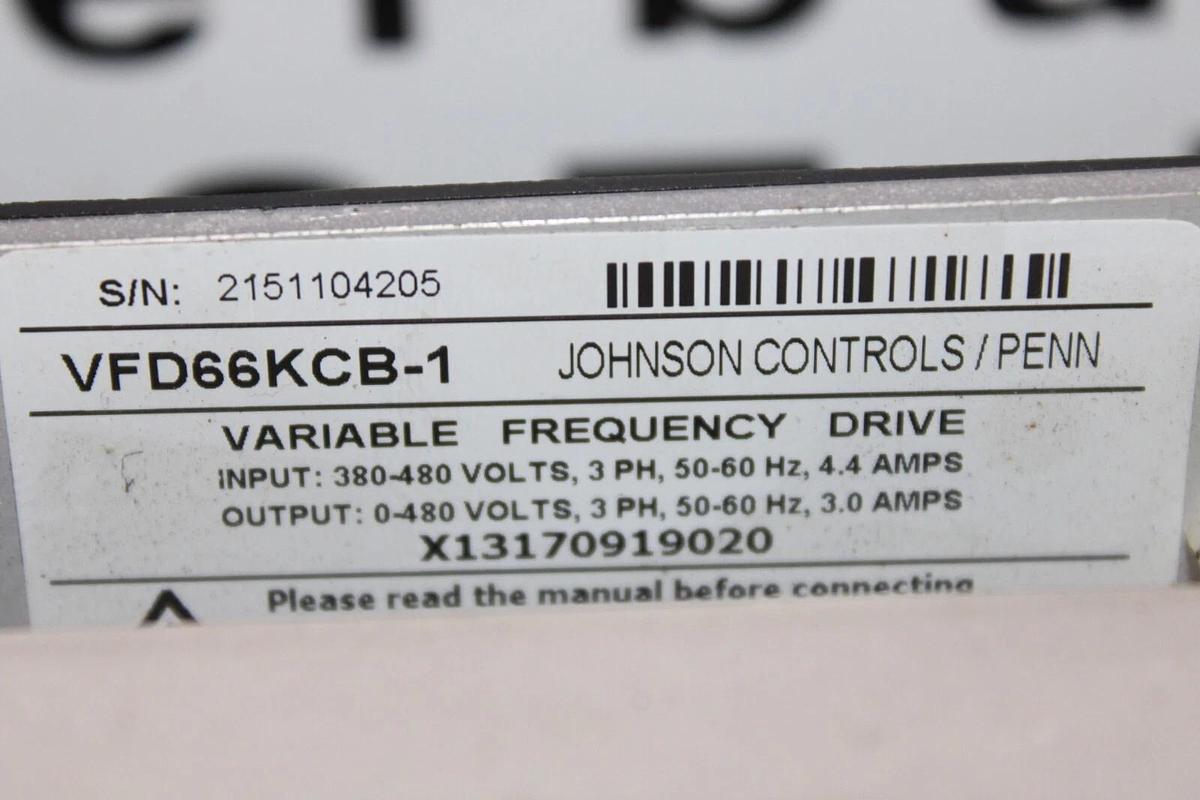 S/N: 2151104205
VFD66KCB-1 JOHNSON CONTROLS / PENN
VARIABLE FREQUENCY DRIVE
INPUT: 380-480 VOLTS, 3 PH, 50-60 Hz, 4.4 AMPS
OUTPUT: 0-480 VOLTS, 3 PH, 50-60 Hz, 3.0 AMPS
X13170919020
Please read the manual before connecting